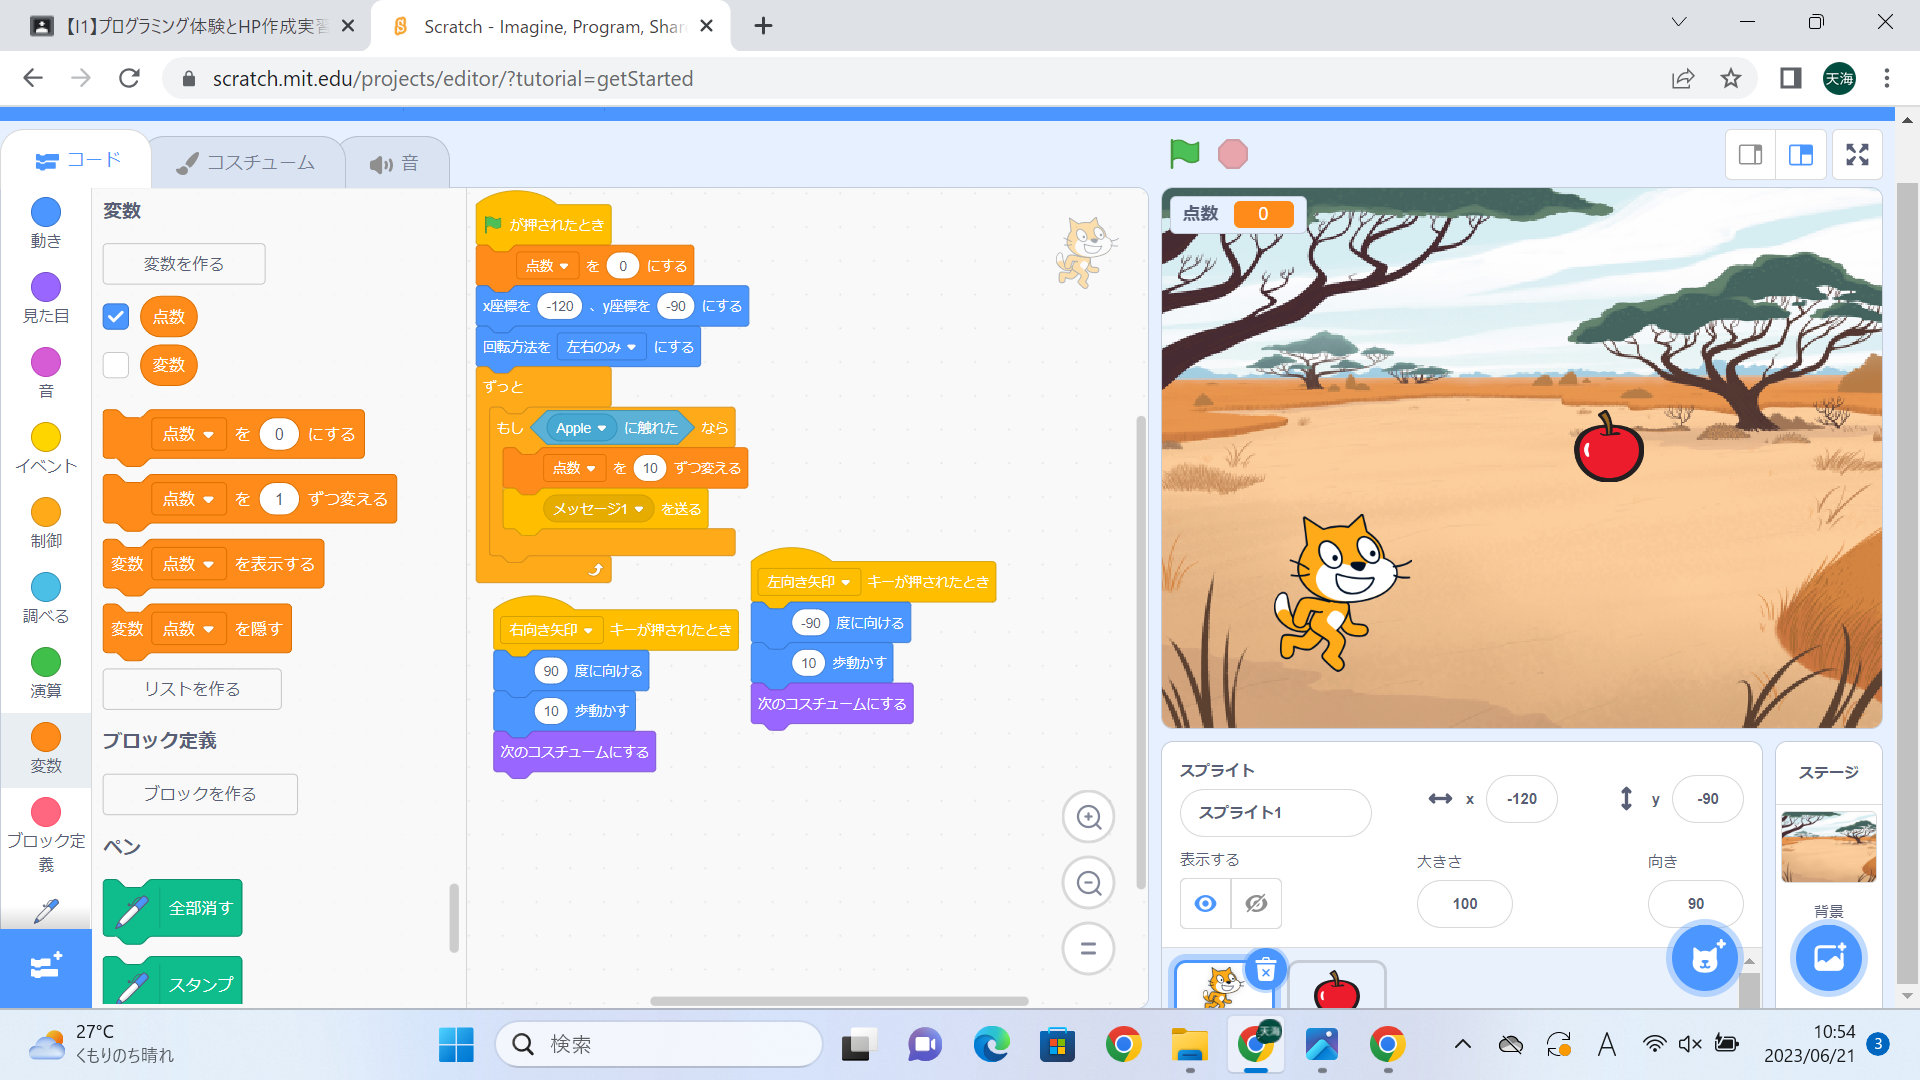 【I1】プログラミング体験とHP作成実習
Scratch - Imagine, Program, Shar
scratch.mit.edu/projects/editor/?tutorial=getStarted
天海
コード
コスチューム
音
動き
見た目
音
イベント
制御
調べる
演算
変数
ブロック定
義
変数
変数を作る
点数
変数
点数 を 0 にする
点数 を 1 ずつ変える
変数 点数 を表示する
変数 点数 を隠す
リストを作る
ブロック定義
ブロックを作る
ペン
全部消す
スタンプ
が押されたとき
点数 を 0 にする
x座標を -120 、y座標を -90 にする
回転方法を 左右のみ にする
ずっと
もし Apple に触れた なら
点数 を 10 ずつ変える
メッセージ1 を送る
右向き矢印 キーが押されたとき
90 度に向ける
10 歩動かす
次のコスチュームにする
左向き矢印 キーが押されたとき
-90 度に向ける
10 歩動かす
次のコスチュームにする
点数 0
スプライト
スプライト1
x -120
y -90
表示する
大きさ
100
向き
90
ステージ
背景
27°C
くもりのち晴れ
検索
天海
A
10:54
2023/06/21
3